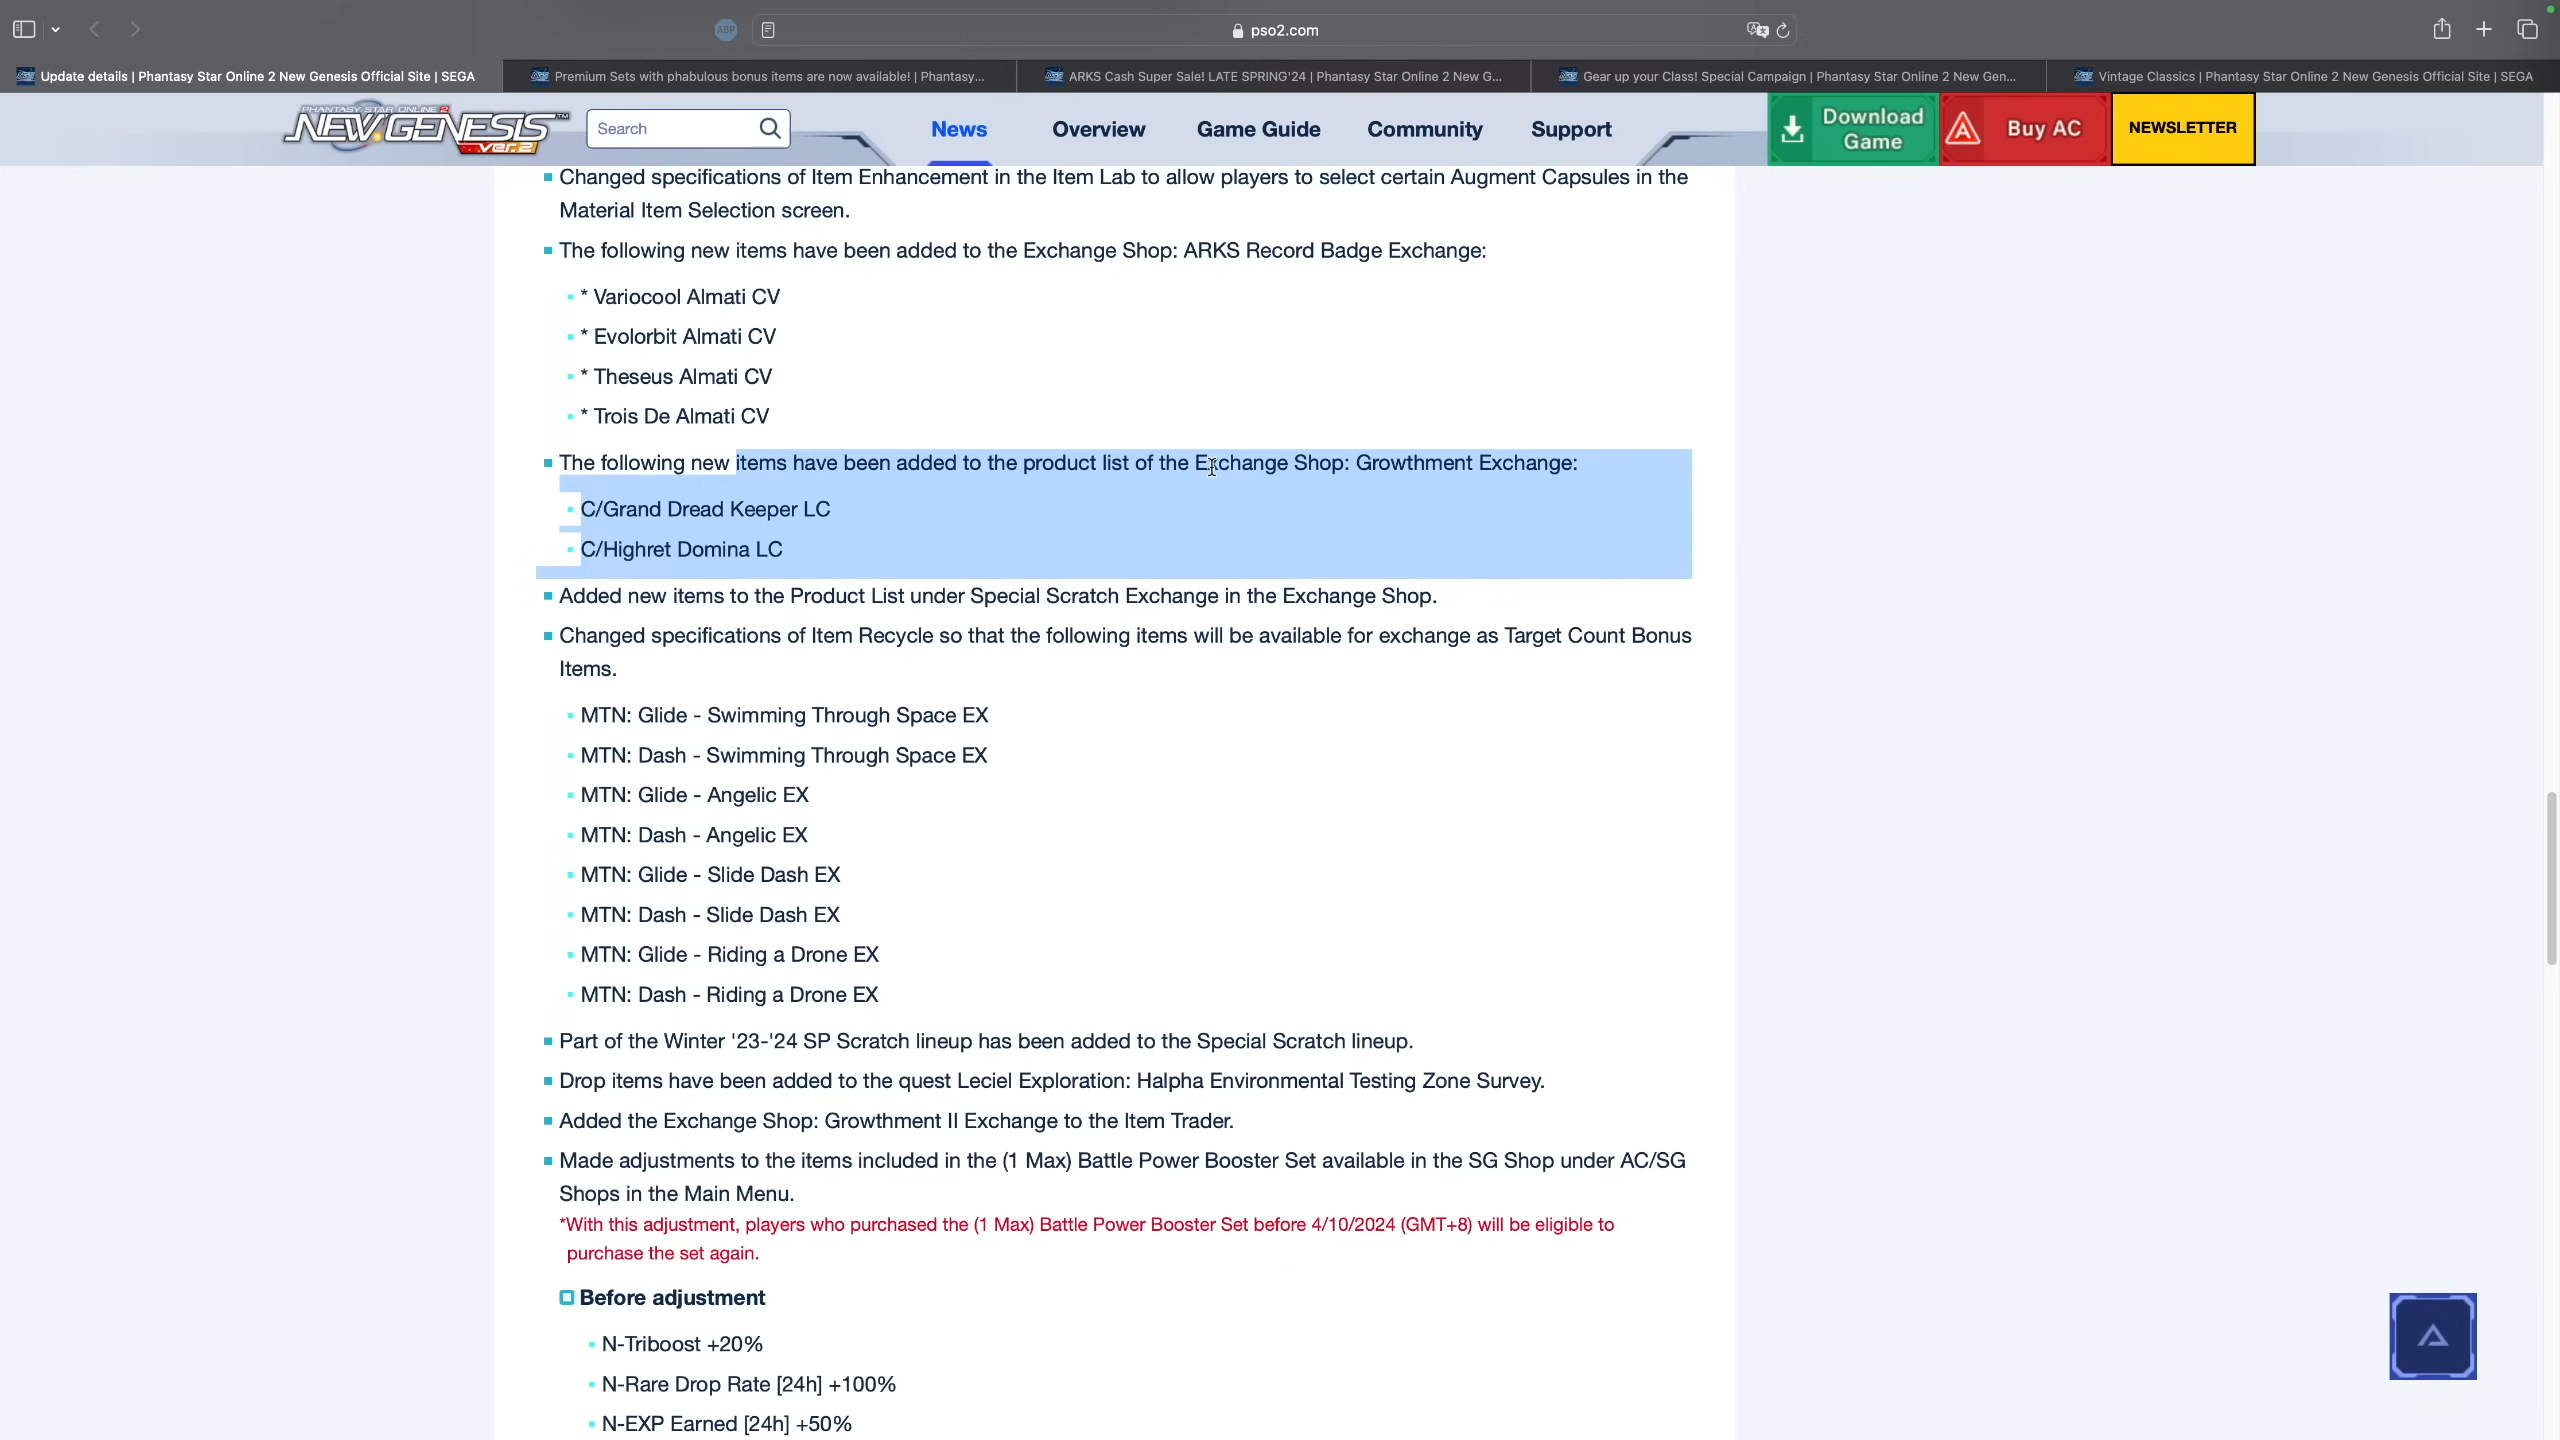 ABP
pso2.com
Update details | Phantasy Star Online 2 New Genesis Official Site | SEGA
Premium Sets with phabulous bonus items are now available! | Phantasy...
ARKS Cash Super Sale! LATE SPRING'24 | Phantasy Star Online 2 New G...
Gear up your Class! Special Campaign | Phantasy Star Online 2 New Gen...
Vintage Classics | Phantasy Star Online 2 New Genesis Official Site | SEGA
PHANTASY STAR ONLINE 2
NEW GENESIS
ver.2
Search
News
Overview
Game Guide
Community
Support
Download
Game
Buy AC
NEWSLETTER
Changed specifications of Item Enhancement in the Item Lab to allow players to select certain Augment Capsules in the
Material Item Selection screen.
The following new items have been added to the Exchange Shop: ARKS Record Badge Exchange:
* Variocool Almati CV
* Evolorbit Almati CV
* Theseus Almati CV
* Trois De Almati CV
The following new items have been added to the product list of the Exchange Shop: Growthment Exchange:
C/Grand Dread Keeper LC
C/Highret Domina LC
Added new items to the Product List under Special Scratch Exchange in the Exchange Shop.
Changed specifications of Item Recycle so that the following items will be available for exchange as Target Count Bonus
Items.
MTN: Glide - Swimming Through Space EX
MTN: Dash - Swimming Through Space EX
MTN: Glide - Angelic EX
MTN: Dash - Angelic EX
MTN: Glide - Slide Dash EX
MTN: Dash - Slide Dash EX
MTN: Glide - Riding a Drone EX
MTN: Dash - Riding a Drone EX
Part of the Winter '23-'24 SP Scratch lineup has been added to the Special Scratch lineup.
Drop items have been added to the quest Leciel Exploration: Halpha Environmental Testing Zone Survey.
Added the Exchange Shop: Growthment II Exchange to the Item Trader.
Made adjustments to the items included in the (1 Max) Battle Power Booster Set available in the SG Shop under AC/SG
Shops in the Main Menu.
*With this adjustment, players who purchased the (1 Max) Battle Power Booster Set before 4/10/2024 (GMT+8) will be eligible to
purchase the set again.
Before adjustment
N-Triboost +20%
N-Rare Drop Rate [24h] +100%
N-EXP Earned [24h] +50%